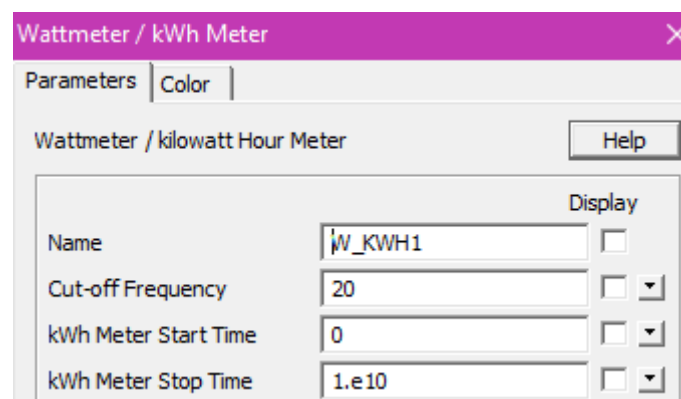 Wattmeter / kWh Meter
Parameters Color
Wattmeter / kilowatt Hour Meter Help
Display
Name W_KWH1
Cut-off Frequency 20
kWh Meter Start Time 0
kWh Meter Stop Time 1.e10